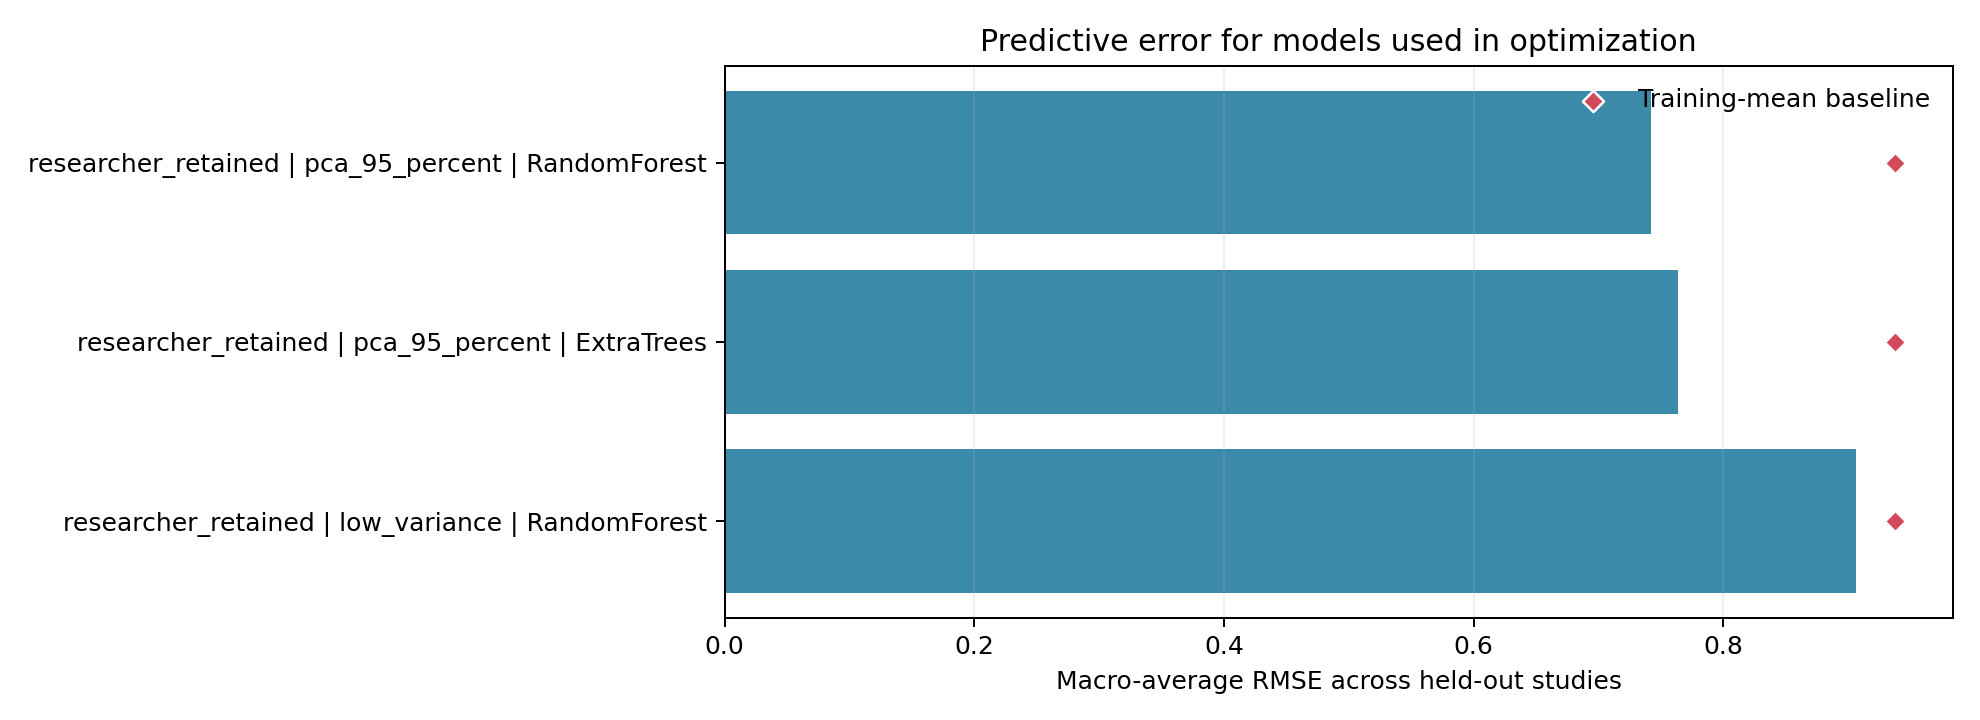 Predictive error for models used in optimization
Training-mean baseline
researcher_retained | pca_95_percent | RandomForest
researcher_retained | pca_95_percent | ExtraTrees
researcher_retained | low_variance | RandomForest
0.0 0.2 0.4 0.6 0.8
Macro-average RMSE across held-out studies